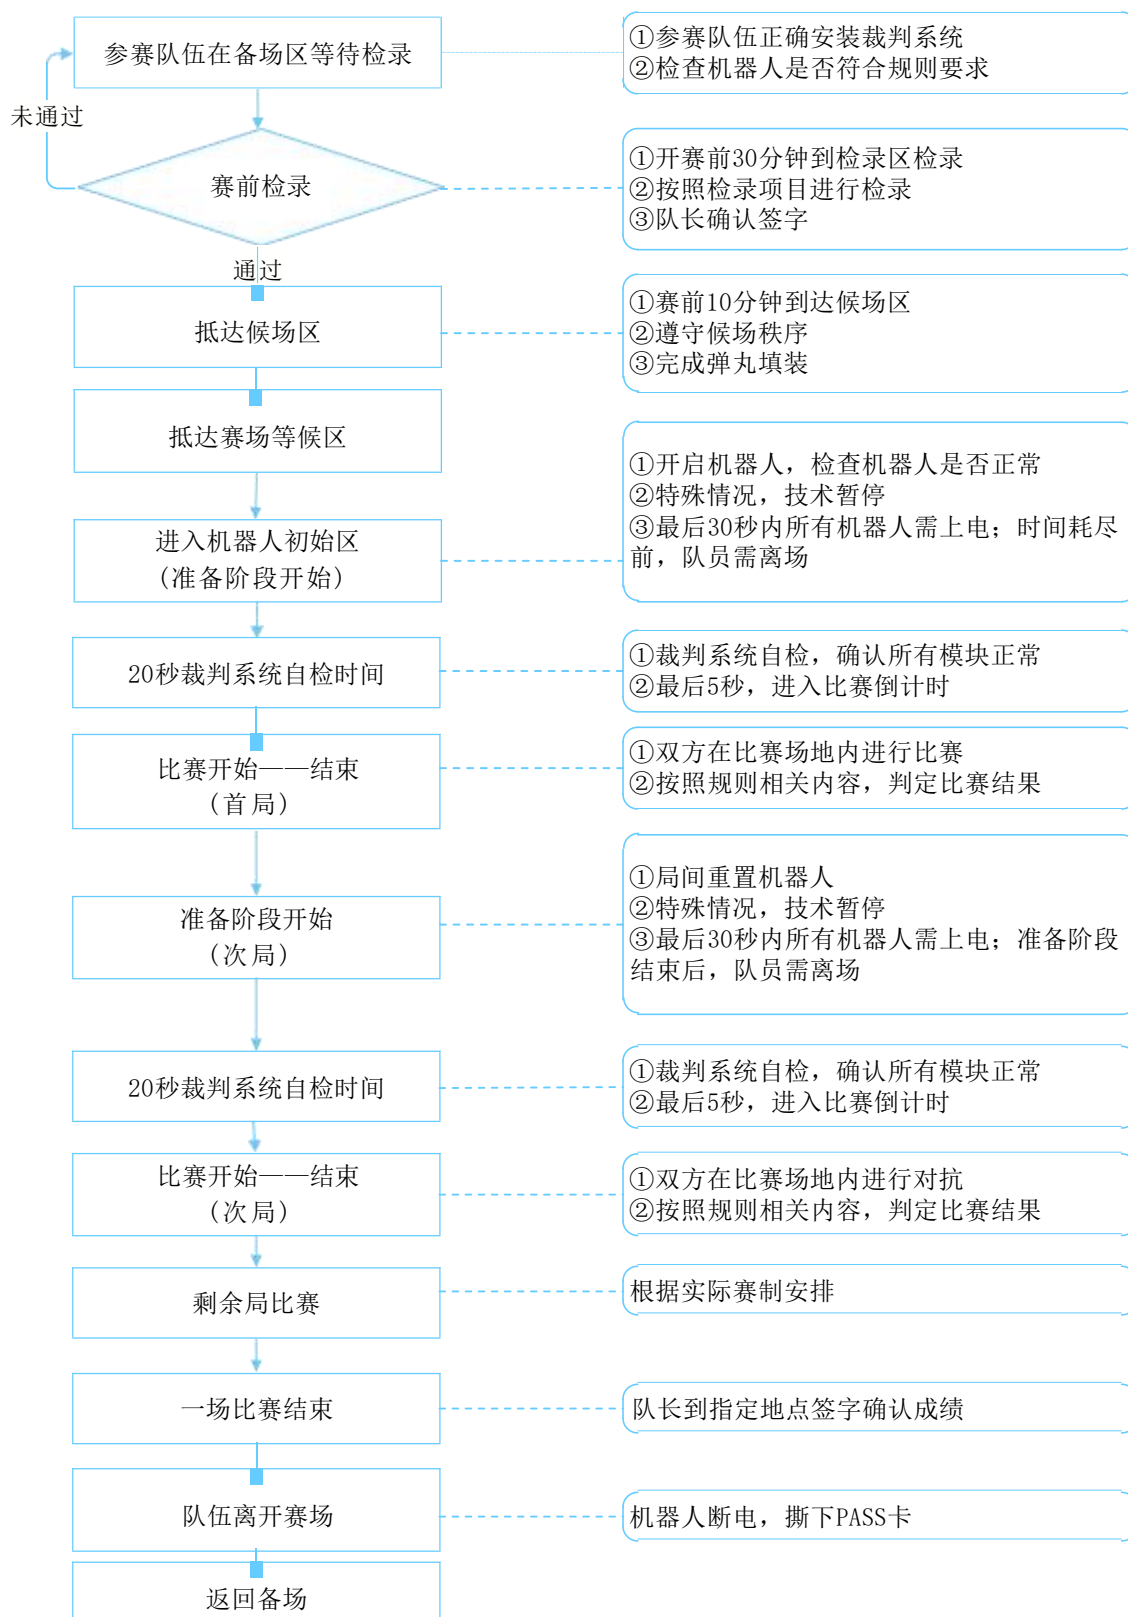 参赛队伍在备场区等待检录
①参赛队伍正确安装裁判系统
②检查机器人是否符合规则要求
未通过
赛前检录
①开赛前30分钟到检录区检录
②按照检录项目进行检录
③队长确认签字
通过
抵达候场区
①赛前10分钟到达候场区
②遵守候场秩序
③完成弹丸填装
抵达赛场等候区
进入机器人初始区
(准备阶段开始)
①开启机器人，检查机器人是否正常
②特殊情况，技术暂停
③最后30秒内所有机器人需上电；时间耗尽
前，队员需离场
20秒裁判系统自检时间
①裁判系统自检，确认所有模块正常
②最后5秒，进入比赛倒计时
比赛开始——结束
(首局)
①双方在比赛场地内进行比赛
②按照规则相关内容，判定比赛结果
准备阶段开始
(次局)
①局间重置机器人
②特殊情况，技术暂停
③最后30秒内所有机器人需上电；准备阶段
结束后，队员需离场
20秒裁判系统自检时间
①裁判系统自检，确认所有模块正常
②最后5秒，进入比赛倒计时
比赛开始——结束
(次局)
①双方在比赛场地内进行对抗
②按照规则相关内容，判定比赛结果
剩余局比赛
根据实际赛制安排
一场比赛结束
队长到指定地点签字确认成绩
队伍离开赛场
机器人断电，撕下PASS卡
返回备场